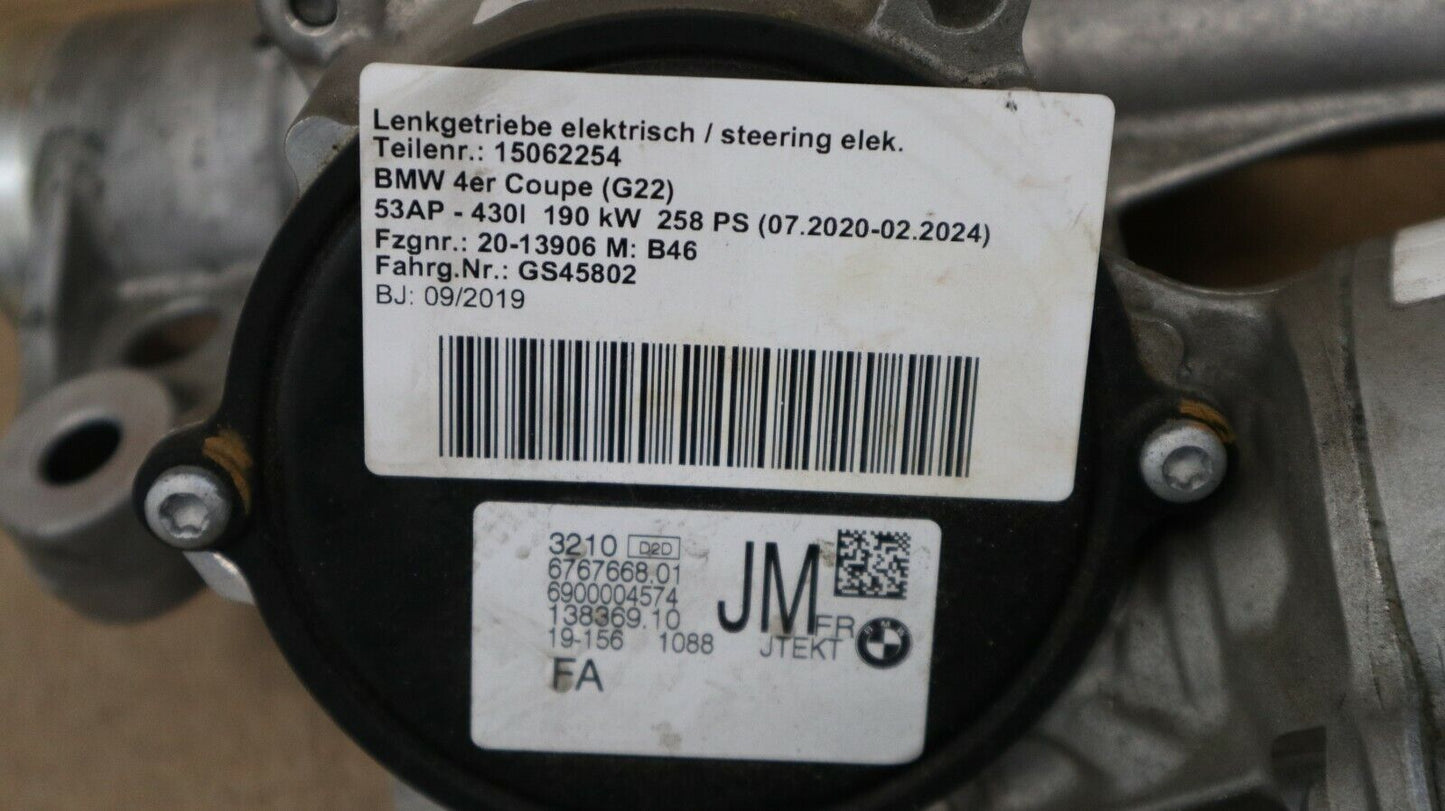 Lenkgetriebe elektrisch / steering elek.
Teilenr.: 15062254
BMW 4er Coupe (G22)
53AP - 430I 190 kW 258 PS (07.2020-02.2024)
Fzgnr.: 20-13906 M: B46
Fahrg.Nr.: GS45802
BJ: 09/2019
3210 D2D
6767668.01
6900004574
138369.10
19-156 1088
FA
JM
FR
JTEKT
BMW